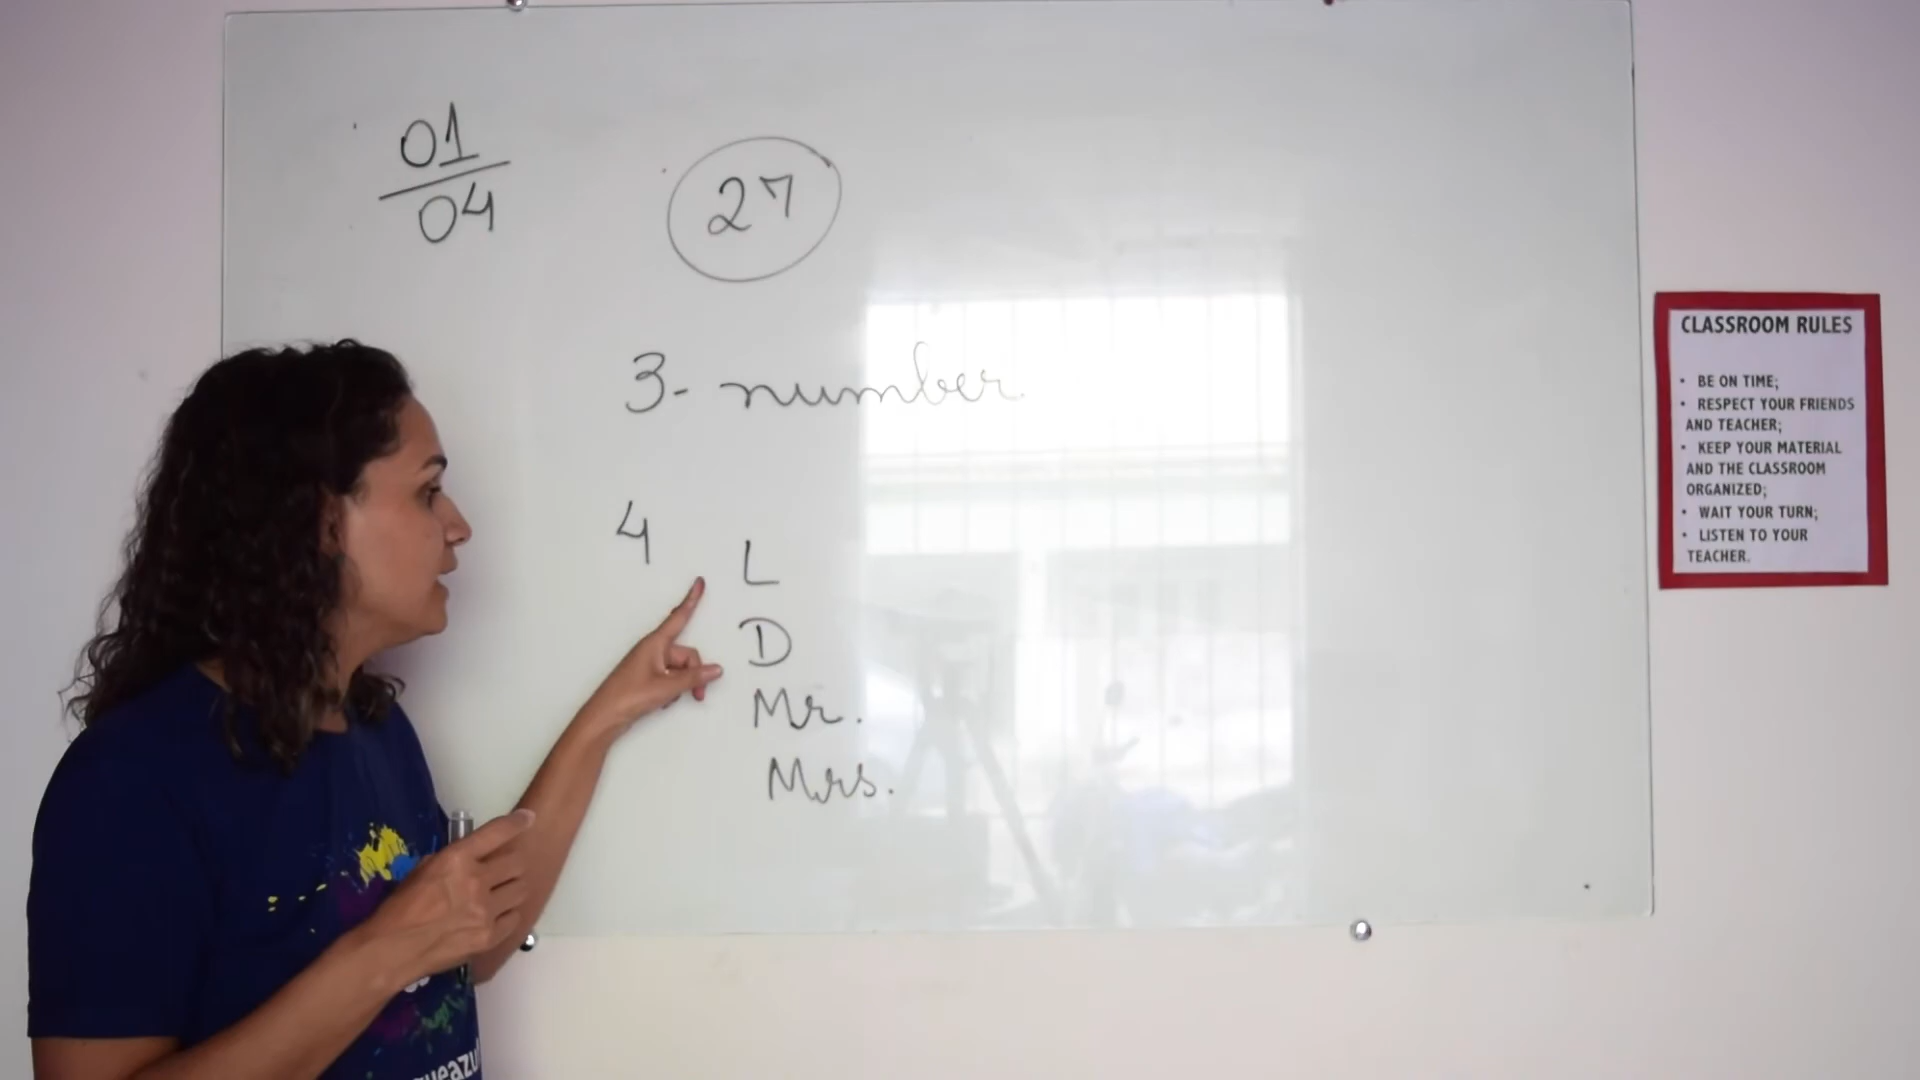 01
04
27
3- number.
4
L
D
Mr.
Mrs.
CLASSROOM RULES
• BE ON TIME;
• RESPECT YOUR FRIENDS
AND TEACHER;
• KEEP YOUR MATERIAL
AND THE CLASSROOM
ORGANIZED;
• WAIT YOUR TURN;
• LISTEN TO YOUR
TEACHER.